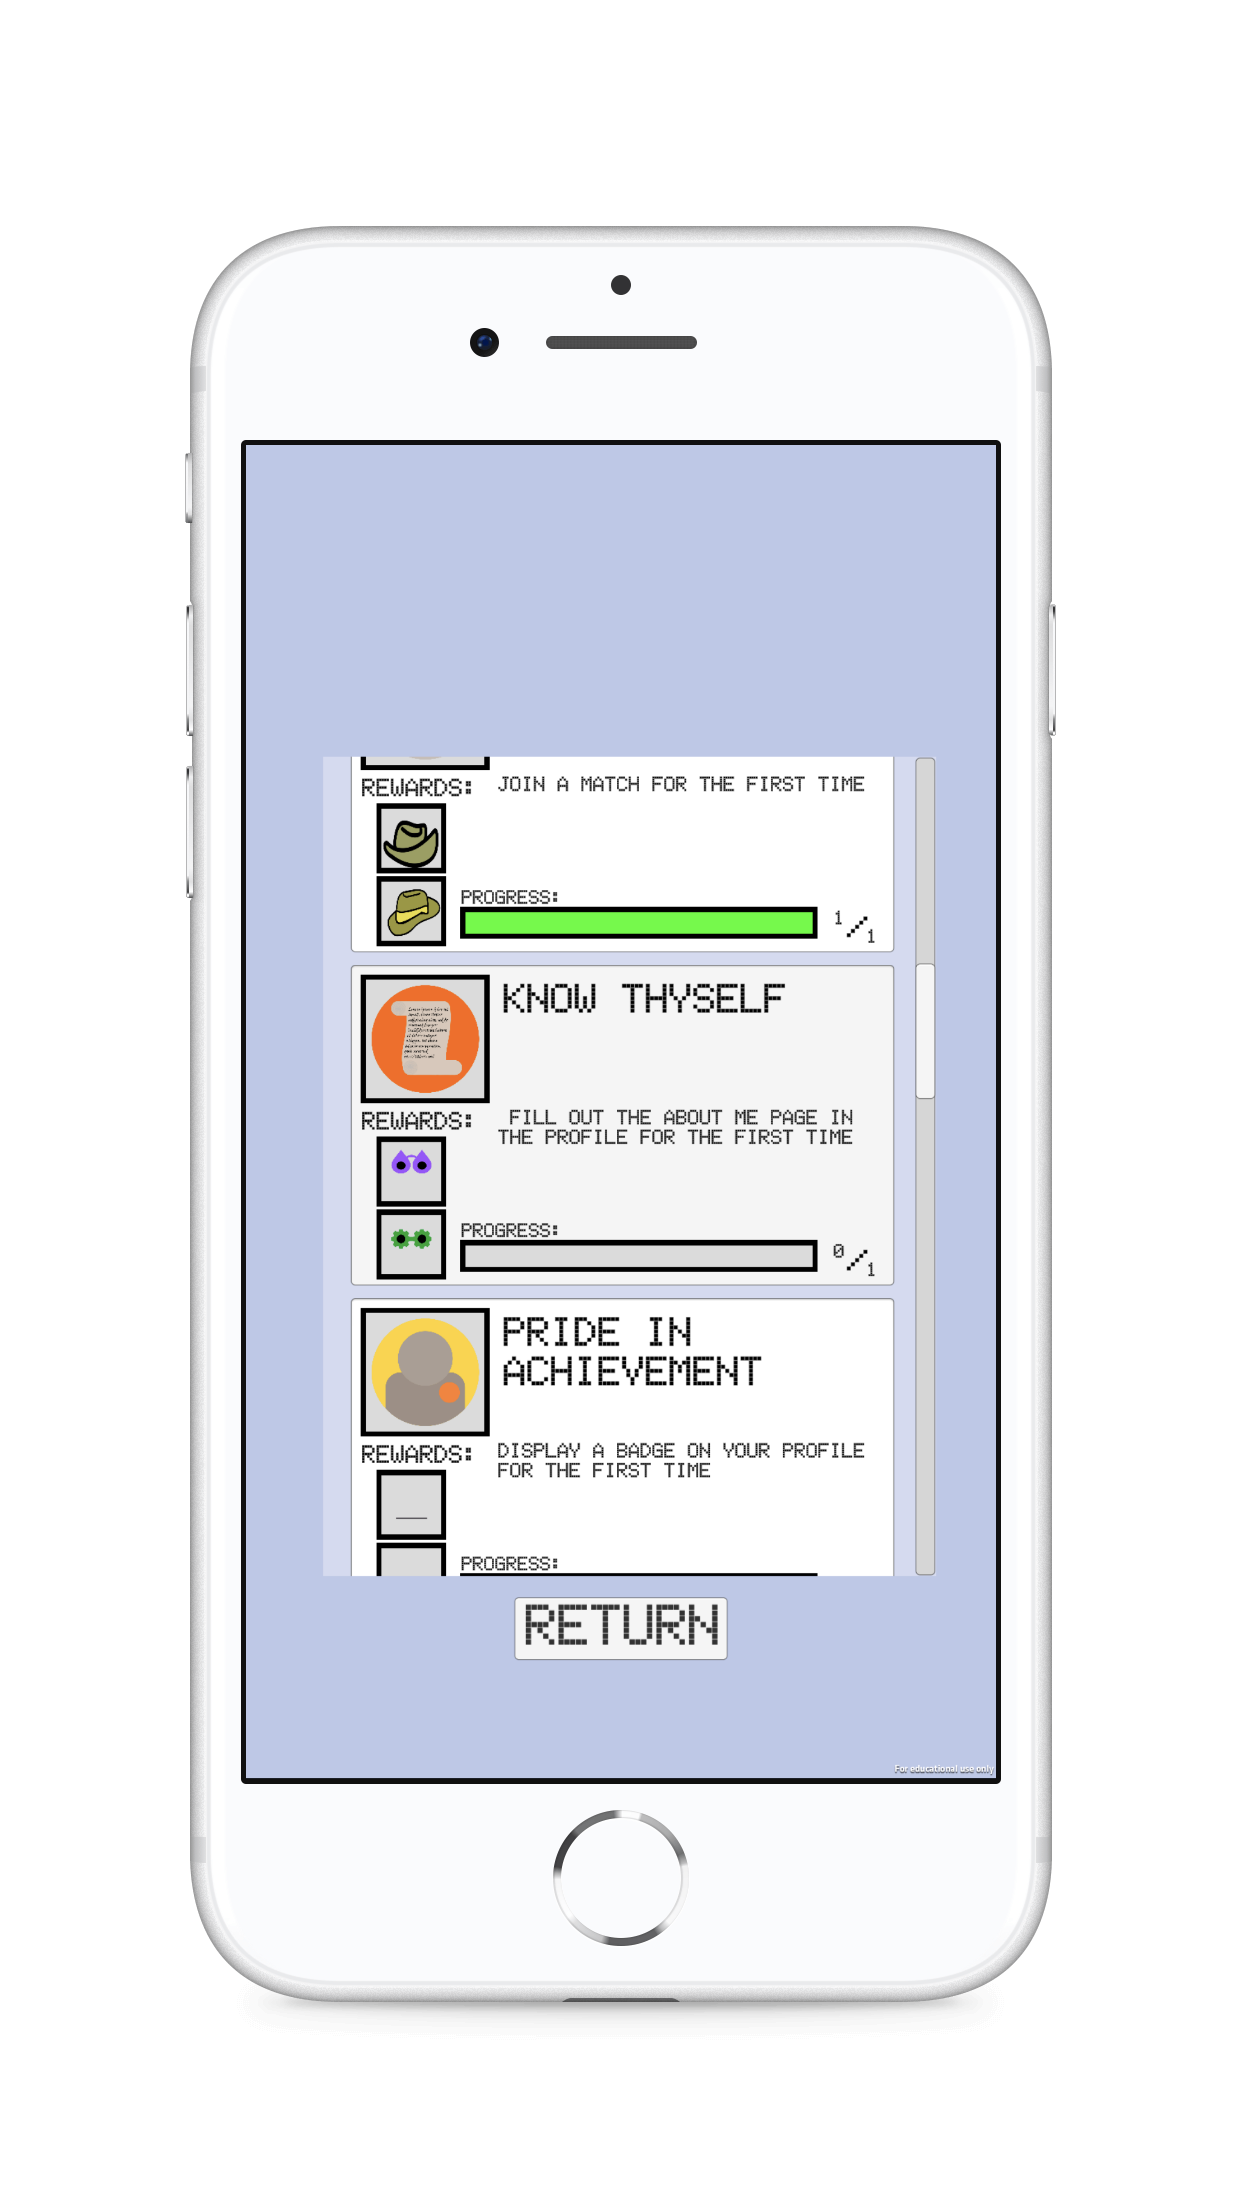 REWARDS:
JOIN A MATCH FOR THE FIRST TIME
PROGRESS:
1/1
KNOW THYSELF
REWARDS:
FILL OUT THE ABOUT ME PAGE IN
THE PROFILE FOR THE FIRST TIME
PROGRESS:
0/1
PRIDE IN
ACHIEVEMENT
REWARDS:
DISPLAY A BADGE ON YOUR PROFILE
FOR THE FIRST TIME
PROGRESS:
RETURN
For educational use only